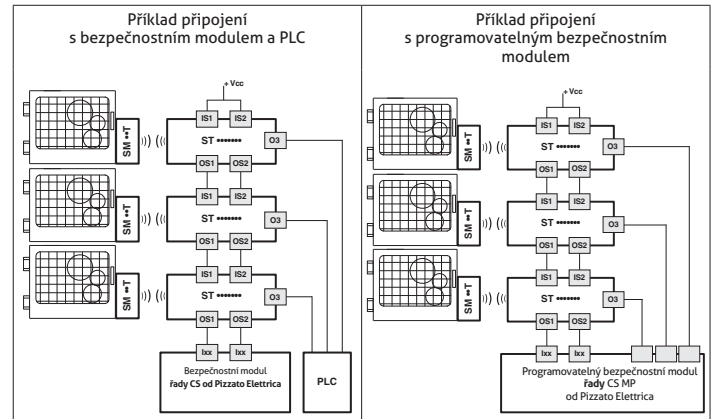 Příklad připojení
s bezpečnostním modulem a PLC
+ Vcc
IS1 IS2
SM ••T
ST •••••••
O3
OS1 OS2
IS1 IS2
SM ••T
ST •••••••
O3
OS1 OS2
IS1 IS2
SM ••T
ST •••••••
O3
OS1 OS2
Ixx Ixx
Bezpečnostní modul
řady CS od Pizzato Elettrica
PLC
Příklad připojení
s programovatelným bezpečnostním
modulem
+ Vcc
IS1 IS2
SM ••T
ST •••••••
O3
OS1 OS2
IS1 IS2
SM ••T
ST •••••••
O3
OS1 OS2
IS1 IS2
SM ••T
ST •••••••
O3
OS1 OS2
Ixx Ixx
Programovatelný bezpečnostní modul
řady CS MP
od Pizzato Elettrica